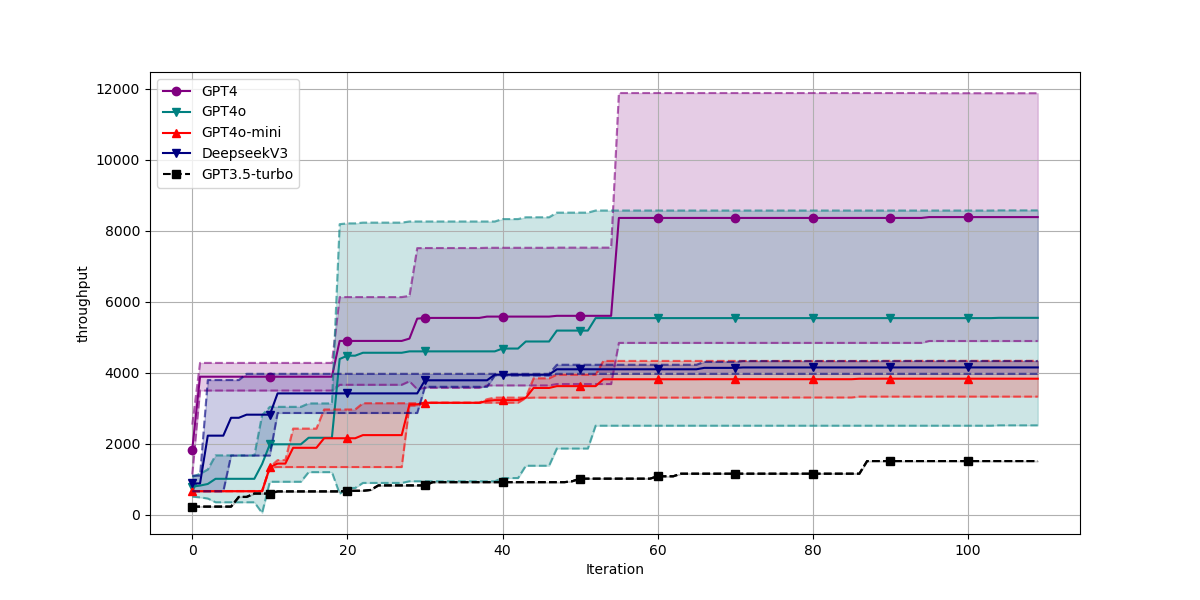 12000
10000
8000
6000
4000
2000
0
throughput
GPT4
GPT4o
GPT4o-mini
DeepseekV3
GPT3.5-turbo
0 20 40 60 80 100
Iteration